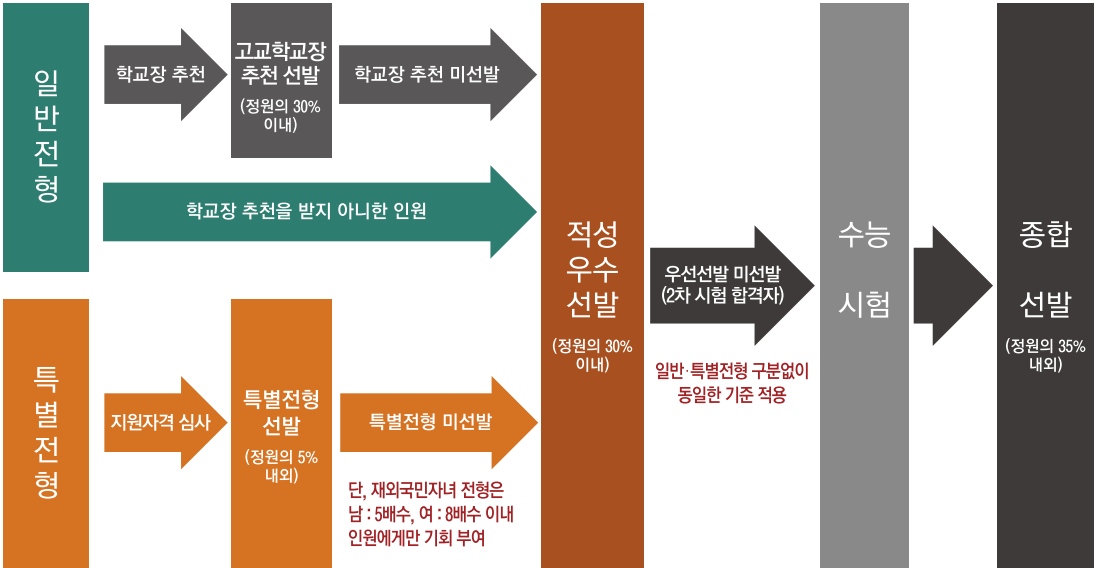 일반전형
학교장 추천
고교학교장
추천 선발
(정원의 30%
이내)
학교장 추천 미선발
학교장 추천을 받지 아니한 인원
특별전형
지원자격 심사
특별전형
선발
(정원의 5%
내외)
특별전형 미선발
단, 재외국민자녀 전형은
남 : 5배수, 여 : 8배수 이내
인원에게만 기회 부여
적성
우수
선발
(정원의 30%
이내)
우선선발 미선발
(2차 시험 합격자)
일반·특별전형 구분없이
동일한 기준 적용
수능
시험
종합
선발
(정원의 35%
내외)